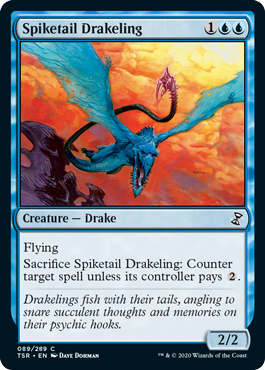 Spiketail Drakeling 1
Creature — Drake
Flying
Sacrifice Spiketail Drakeling: Counter
target spell unless its controller pays 2.
Drakelings fish with their tails, angling to
snare succulent thoughts and memories on
their psychic hooks.
2/2
089/289 C
TSR • EN Dave Dorman
™ & © 2020 Wizards of the Coast